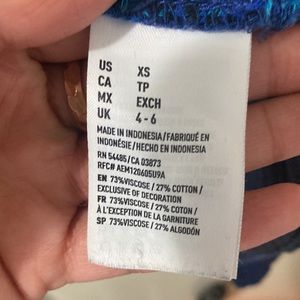 US XS
CA TP
MX EXCH
UK 4 - 6
MADE IN INDONESIA/FABRIQUÉ EN
INDONÉSIE/HECHO EN INDONESIA
RN 54485/CA 03873
RFC# AEM120605U9A
EN 73%VISCOSE / 27% COTTON /
EXCLUSIVE OF DECORATION
FR 73%VISCOSE / 27% COTON /
À L'EXCEPTION DE LA GARNITURE
SP 73%VISCOSE / 27% ALGODÓN